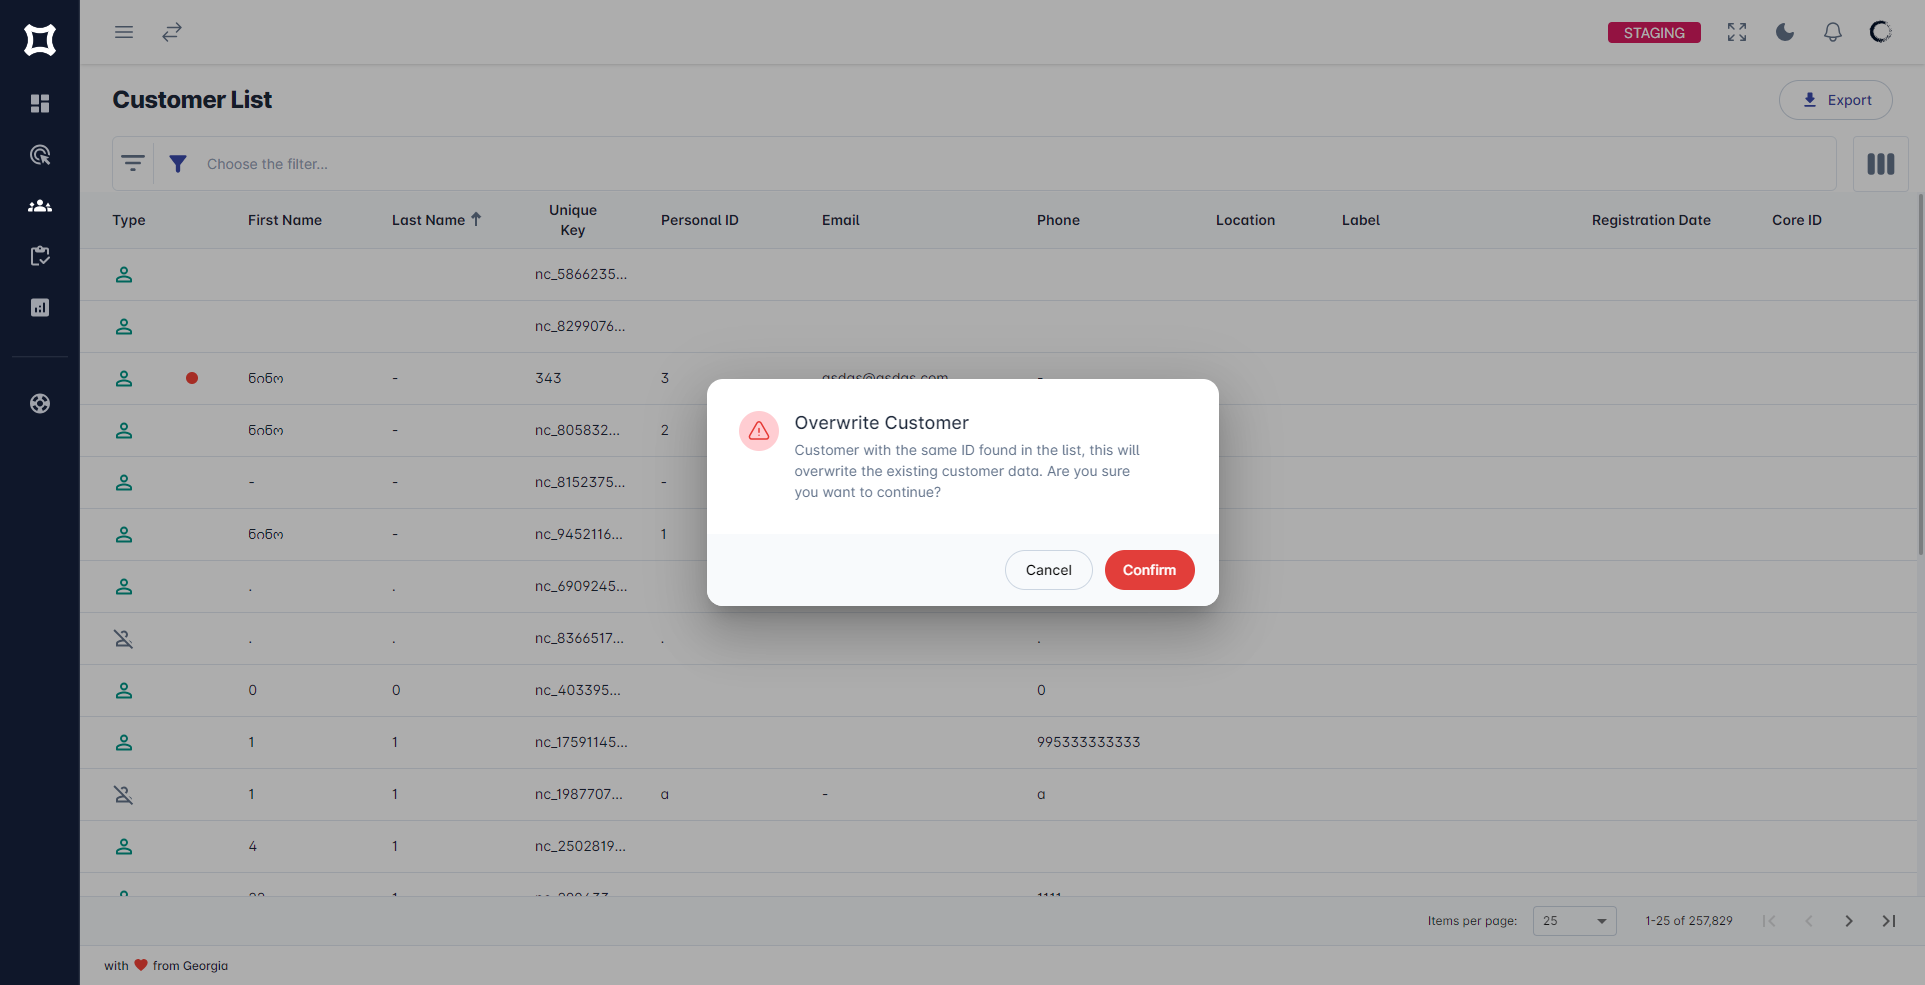 STAGING
Customer List
Export
Choose the filter...
Type First Name Last Name Unique Key Personal ID Email Phone Location Label Registration Date Core ID
nc_5866235...
nc_8299076...
ნინო - 343 3 asdas@asdas.com -
ნინო - nc_805832... 2
- - nc_8152375... -
ნინო - nc_9452116... 1
. . nc_6909245...
. . nc_8366517... . .
0 0 nc_403395... 0
1 1 nc_17591145... 995333333333
1 1 nc_1987707... a - a
4 1 nc_2502819...
Overwrite Customer
Customer with the same ID found in the list, this will
overwrite the existing customer data. Are you sure
you want to continue?
Cancel Confirm
Items per page: 25 1-25 of 257,829
with ❤ from Georgia